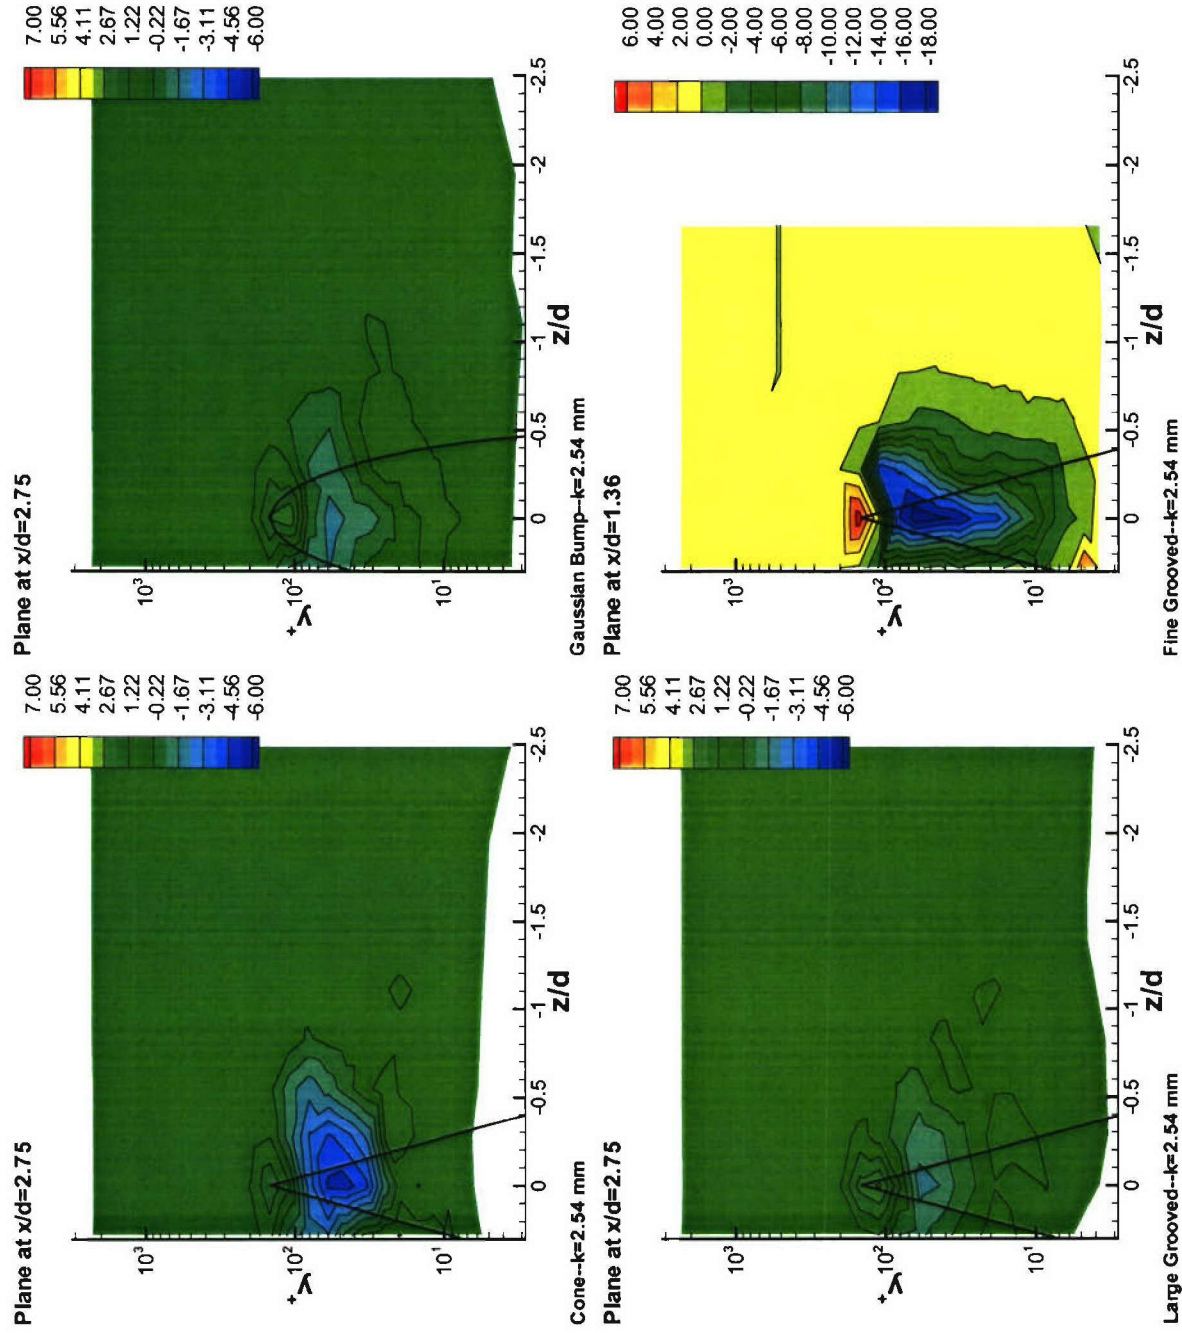 Plane at x/d=2.75
7.00
5.56
4.11
2.67
1.22
-0.22
-1.67
-3.11
-4.56
-6.00
10³
10²
10¹
y⁺
0 -0.5 -1 -1.5 -2 -2.5
z/d
Cone--k=2.54 mm
Plane at x/d=2.75
7.00
5.56
4.11
2.67
1.22
-0.22
-1.67
-3.11
-4.56
-6.00
10³
10²
10¹
y⁺
0 -0.5 -1 -1.5 -2 -2.5
z/d
Gaussian Bump--k=2.54 mm
Plane at x/d=2.75
7.00
5.56
4.11
2.67
1.22
-0.22
-1.67
-3.11
-4.56
-6.00
10³
10²
10¹
y⁺
0 -0.5 -1 -1.5 -2 -2.5
z/d
Large Grooved--k=2.54 mm
Plane at x/d=1.36
6.00
4.00
2.00
0.00
-2.00
-4.00
-6.00
-8.00
-10.00
-12.00
-14.00
-16.00
-18.00
10³
10²
10¹
y⁺
0 -0.5 -1 -1.5 -2 -2.5
z/d
Fine Grooved--k=2.54 mm